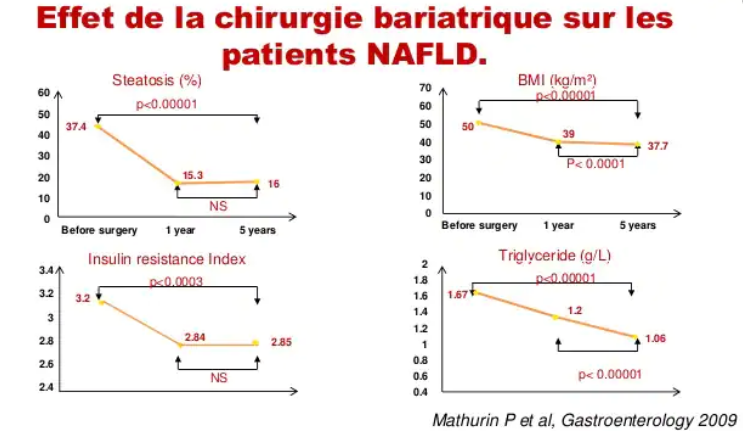 Effet de la chirurgie bariatrique sur les
patients NAFLD.
Steatosis (%)
60
50
40
30
20
10
0
p<0.00001
37.4
15.3
16
NS
Before surgery 1 year 5 years
BMI (kg/m²)
70
60
50
40
30
20
10
0
p<0.00001
50
39
37.7
P< 0.0001
Before surgery 1 year 5 years
Insulin resistance Index
3.4
3.2
3
2.8
2.6
2.4
p<0.0003
3.2
2.84
2.85
NS
Triglyceride (g/L)
2
1.8
1.6
1.4
1.2
1
0.8
0.6
0.4
p<0.00001
1.67
1.2
1.06
p< 0.00001
Mathurin P et al, Gastroenterology 2009